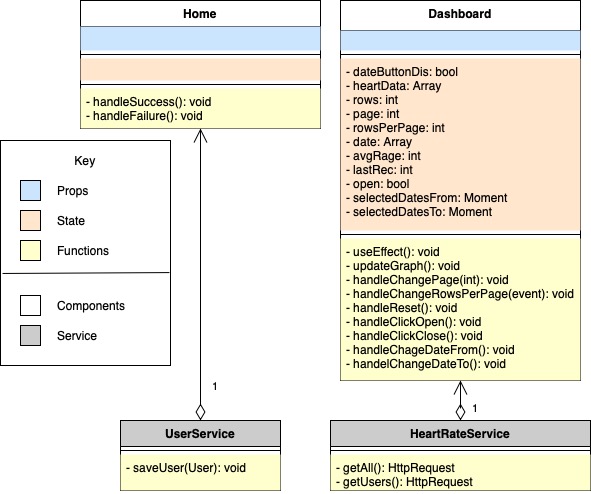 Home
- handleSuccess(): void
- handleFailure(): void
Dashboard
- dateButtonDis: bool
- heartData: Array
- rows: int
- page: int
- rowsPerPage: int
- date: Array
- avgRage: int
- lastRec: int
- open: bool
- selectedDatesFrom: Moment
- selectedDatesTo: Moment
- useEffect(): void
- updateGraph(): void
- handleChangePage(int): void
- handleChangeRowsPerPage(event): void
- handleReset(): void
- handleClickOpen(): void
- handleClickClose(): void
- handleChageDateFrom(): void
- handelChangeDateTo(): void
Key
Props
State
Functions
Components
Service
1
1
UserService
- saveUser(User): void
HeartRateService
- getAll(): HttpRequest
- getUsers(): HttpRequest